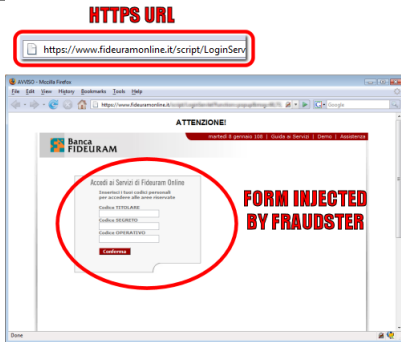 HTTPS URL
https://www.fideuramonline.it/script/LoginServ
AVVISO - Mozilla Firefox
File Edit View History Bookmarks Tools Help
https://www.fideuramonline.it/
Google
ATTENZIONE!
Banca
FIDEURAM
martedì 8 gennaio 108 | Guida ai Servizi | Demo | Assistenza
Accedi ai Servizi di Fideuram Online
Inserisci i tuoi codici personali
per accedere alle aree riservate
Codice TITOLARE
Codice SEGRETO
Codice OPERATIVO
Conferma
FORM INJECTED
BY FRAUDSTER
Done